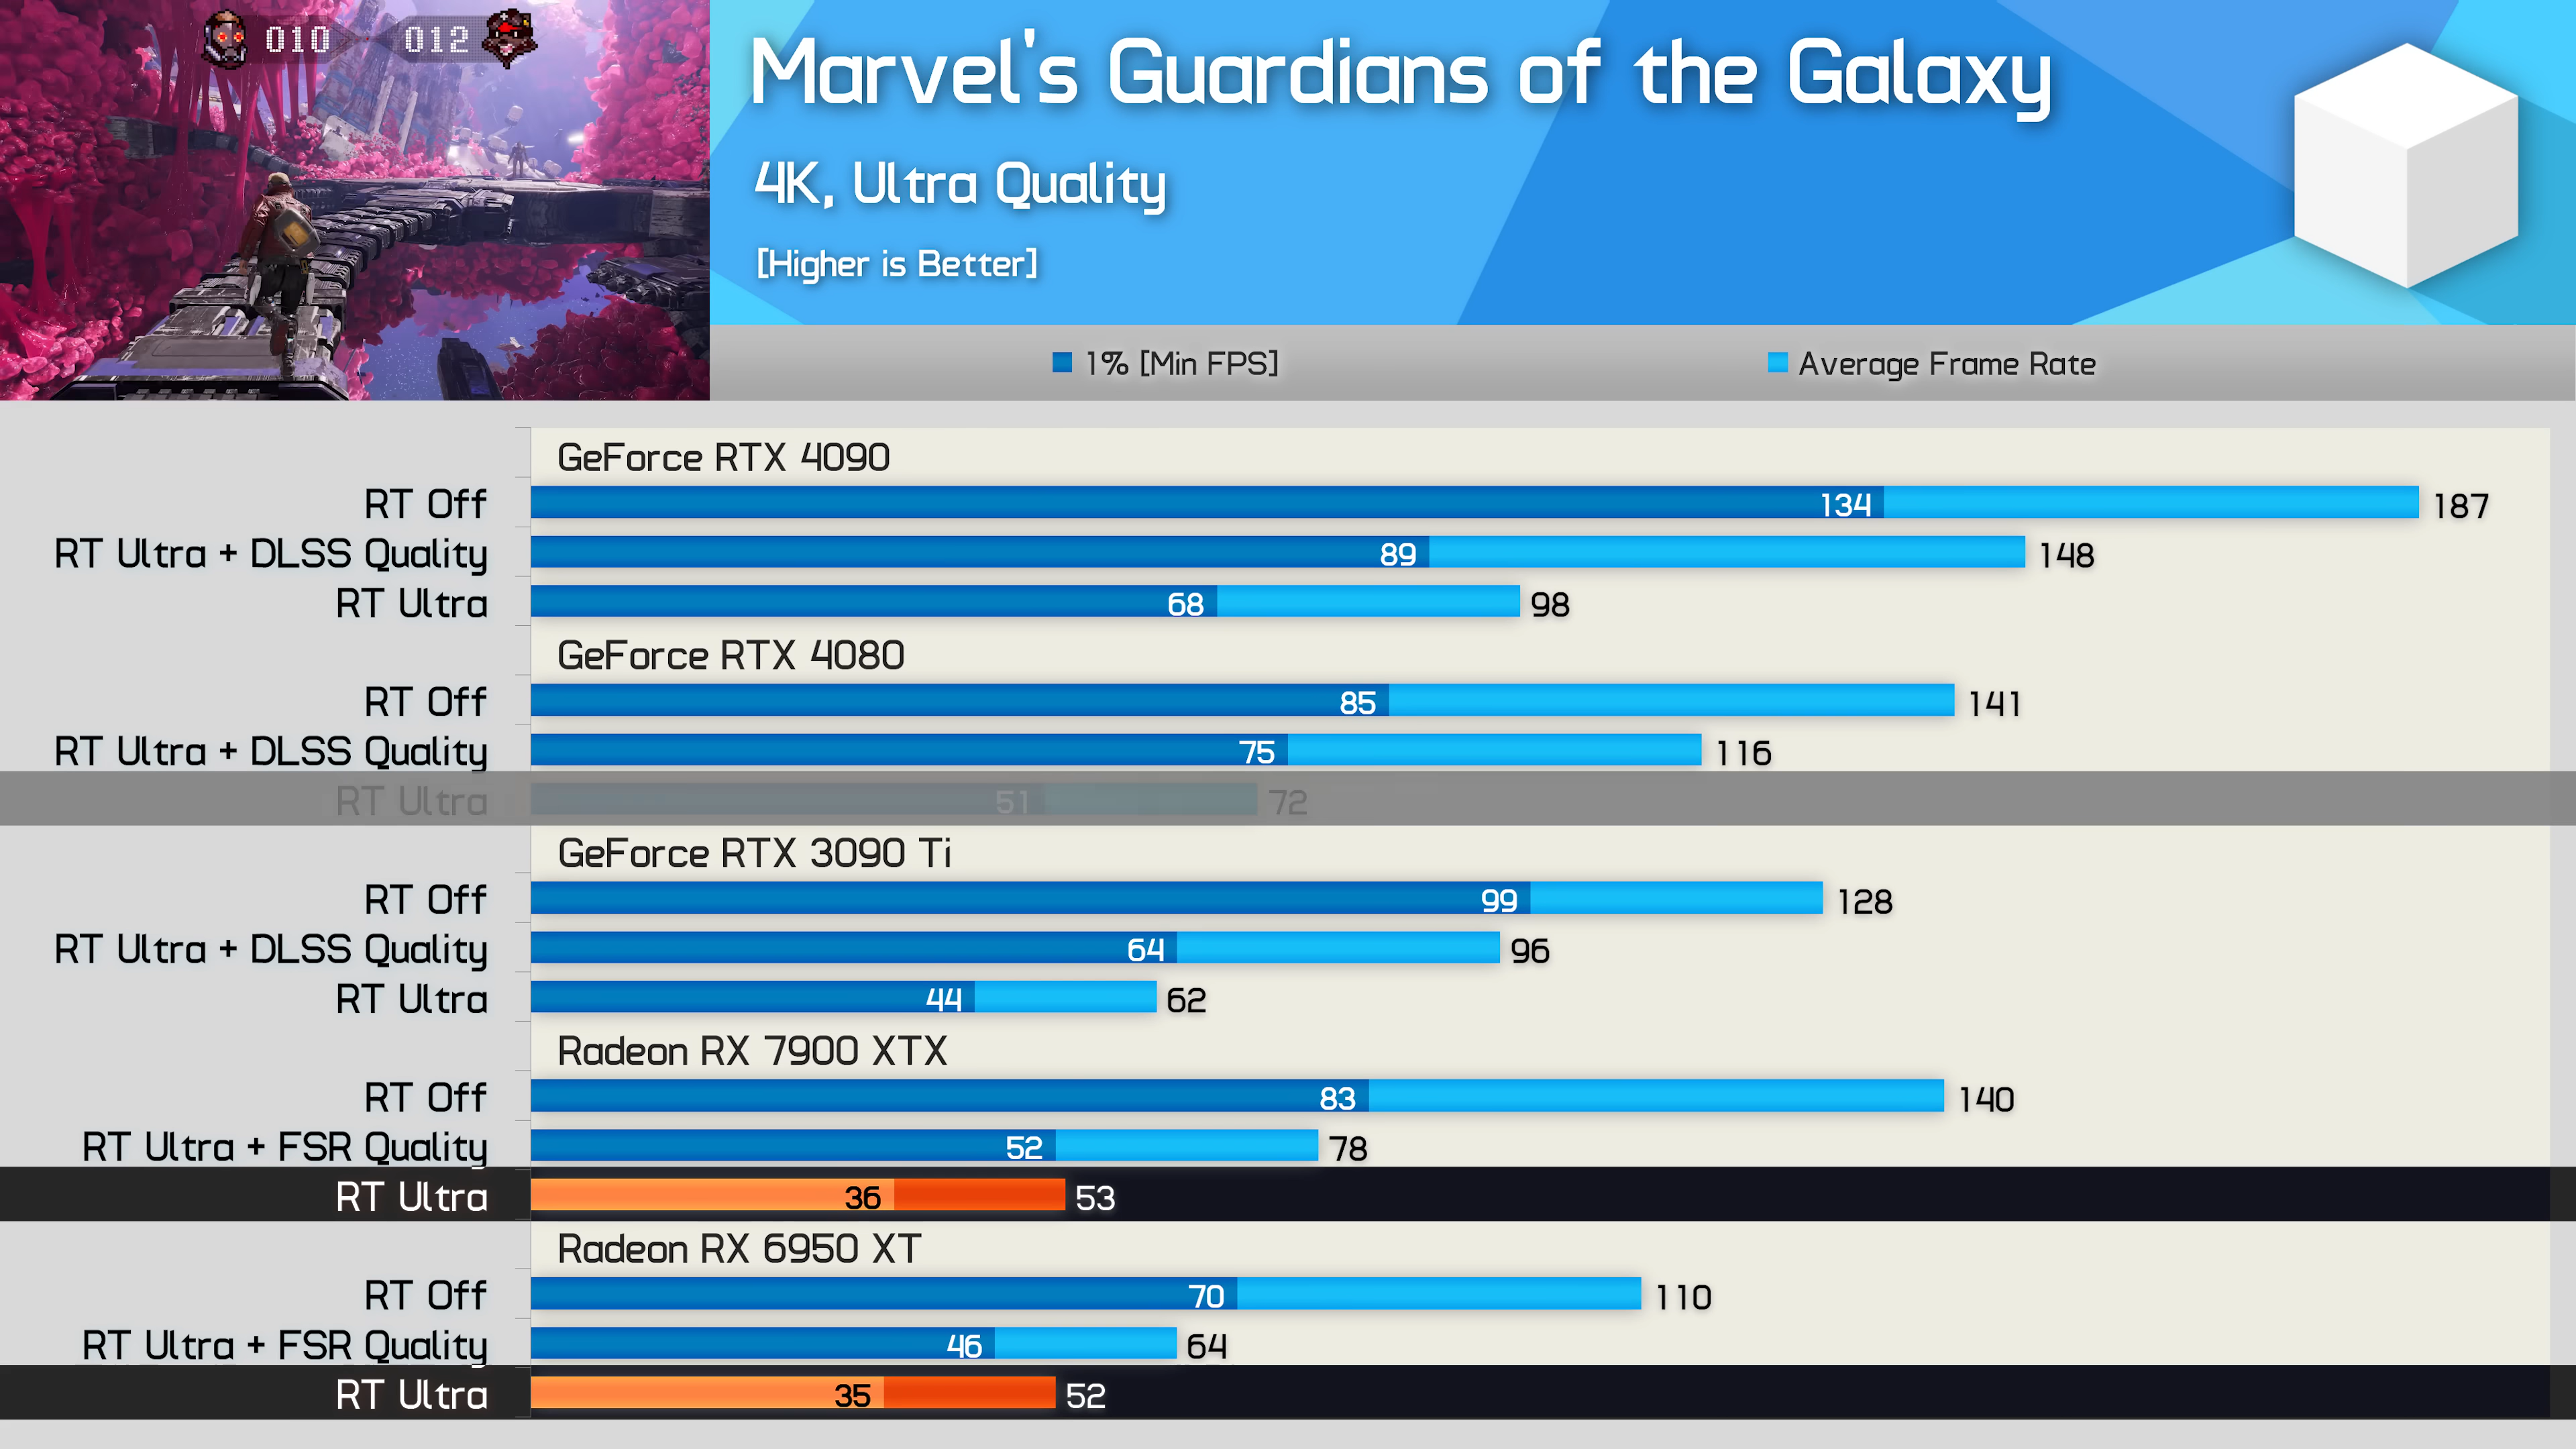 010 012
Marvel's Guardians of the Galaxy
4K, Ultra Quality
[Higher is Better]
1% [Min FPS] Average Frame Rate
GeForce RTX 4090
RT Off 134 187
RT Ultra + DLSS Quality 89 148
RT Ultra 68 98
GeForce RTX 4080
RT Off 85 141
RT Ultra + DLSS Quality 75 116
RT Ultra 51 72
GeForce RTX 3090 Ti
RT Off 99 128
RT Ultra + DLSS Quality 64 96
RT Ultra 44 62
Radeon RX 7900 XTX
RT Off 83 140
RT Ultra + FSR Quality 52 78
RT Ultra 36 53
Radeon RX 6950 XT
RT Off 70 110
RT Ultra + FSR Quality 46 64
RT Ultra 35 52